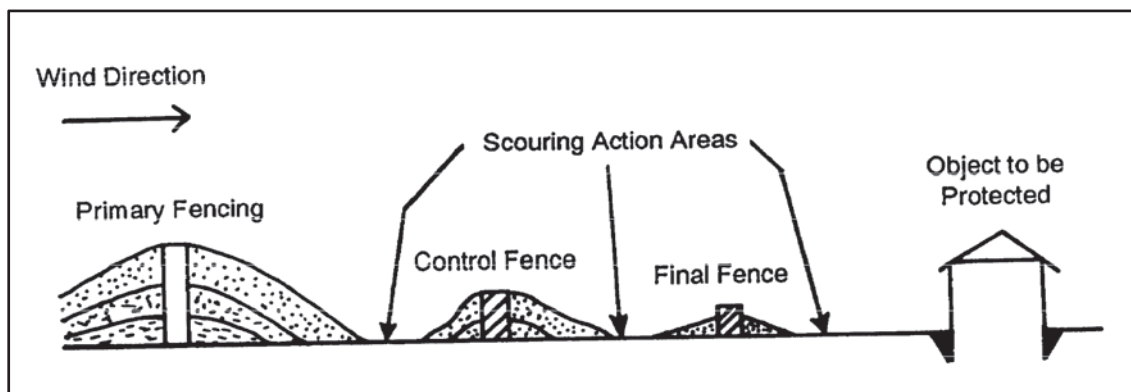 Wind Direction
Scouring Action Areas
Object to be
Protected
Primary Fencing
Control Fence
Final Fence